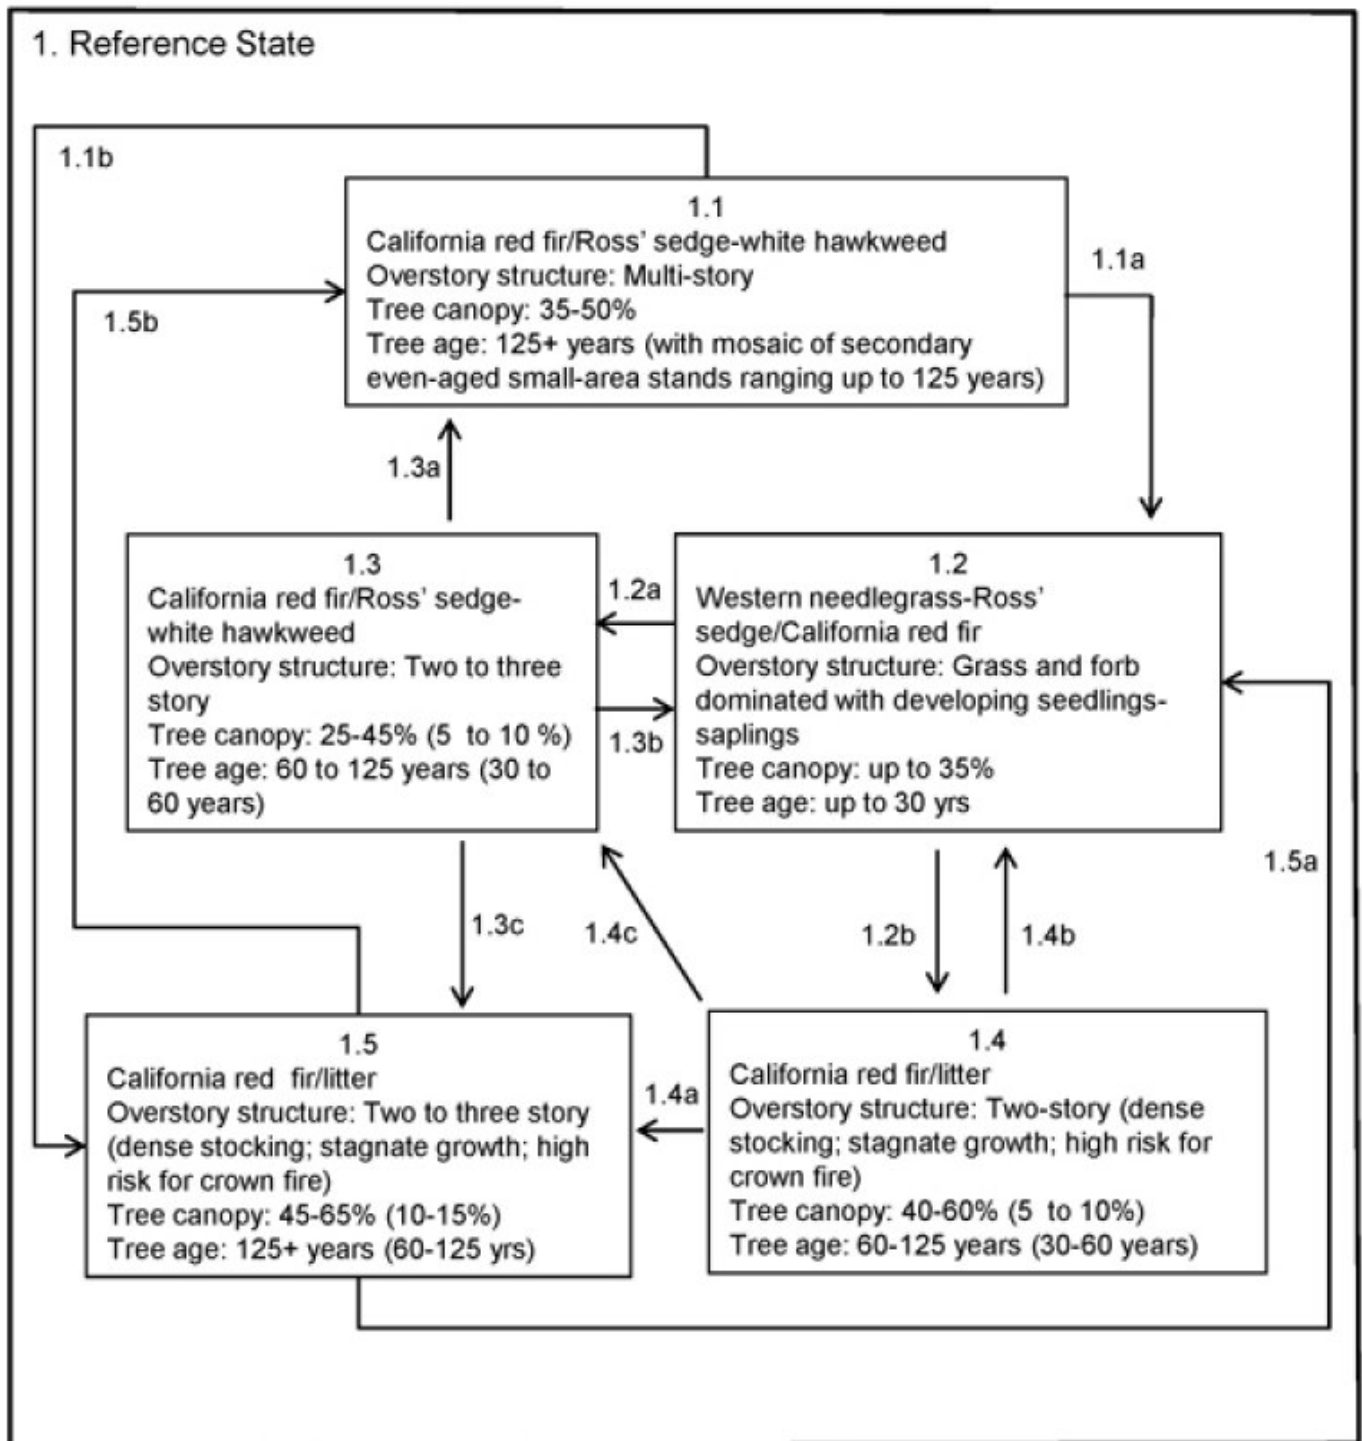 1. Reference State
1.1b
1.1
California red fir/Ross' sedge-white hawkweed
Overstory structure: Multi-story
Tree canopy: 35-50%
Tree age: 125+ years (with mosaic of secondary
even-aged small-area stands ranging up to 125 years)
1.1a
1.5b
1.3a
1.3
California red fir/Ross' sedge-
white hawkweed
Overstory structure: Two to three
story
Tree canopy: 25-45% (5 to 10 %)
Tree age: 60 to 125 years (30 to
60 years)
1.2a
1.3b
1.2
Western needlegrass-Ross'
sedge/California red fir
Overstory structure: Grass and forb
dominated with developing seedlings-
saplings
Tree canopy: up to 35%
Tree age: up to 30 yrs
1.5a
1.3c
1.4c
1.2b
1.4b
1.5
California red fir/litter
Overstory structure: Two to three story
(dense stocking; stagnate growth; high
risk for crown fire)
Tree canopy: 45-65% (10-15%)
Tree age: 125+ years (60-125 yrs)
1.4a
1.4
California red fir/litter
Overstory structure: Two-story (dense
stocking; stagnate growth; high risk for
crown fire)
Tree canopy: 40-60% (5 to 10%)
Tree age: 60-125 years (30-60 years)